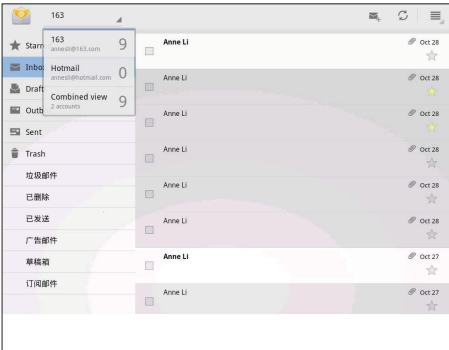 163
Starr
163
annesli@163.com
9
Inbo
Hotmail
annesli@hotmail.com
0
Draft
Combined view
2 accounts
9
Outb
Sent
Trash
垃圾邮件
已删除
已发送
广告邮件
草稿箱
订阅邮件
Anne Li
Oct 28
Anne Li
Oct 28
Anne Li
Oct 28
Anne Li
Oct 28
Anne Li
Oct 28
Anne Li
Oct 28
Anne Li
Oct 27
Anne Li
Oct 27